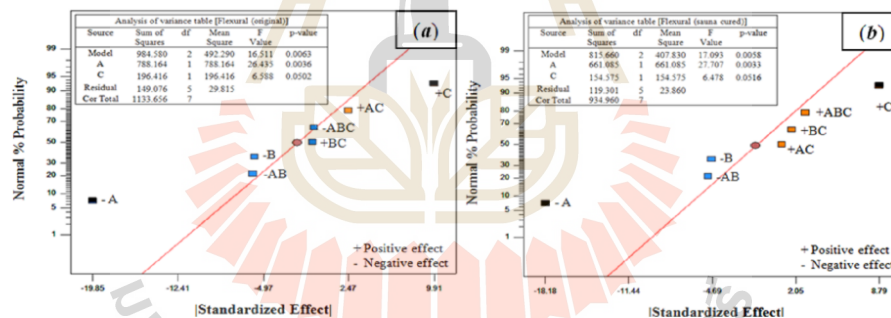 Analysis of variance table [Flexural (original)]
Source Sum of Squares df Mean Square F Value p-value
Model 984.580 2 492.290 16.511 0.0063
A 788.164 1 788.164 26.435 0.0036
C 196.416 1 196.416 6.588 0.0502
Residual 149.076 5 29.815
Cor Total 1133.656 7
(a)
Normal % Probability
99
95
90
80
70
50
30
20
10
5
1
+C
+AC
-ABC
+BC
-B
-AB
- A
+ Positive effect
- Negative effect
-19.85 -12.41 -4.97 2.47 9.91
|Standardized Effect|
Analysis of variance table [Flexural (sauna cured)]
Source Sum of Squares df Mean Square F Value p-value
Model 815.660 2 407.830 17.093 0.0058
A 661.085 1 661.085 27.707 0.0033
C 154.575 1 154.575 6.478 0.0516
Residual 119.301 5 23.860
Cor Total 934.960 7
(b)
Normal % Probability
99
95
90
80
70
50
30
20
10
5
1
+C
+ABC
+BC
+AC
-B
-AB
- A
+ Positive effect
- Negative effect
-18.18 -11.44 -4.69 2.05 8.79
|Standardized Effect|